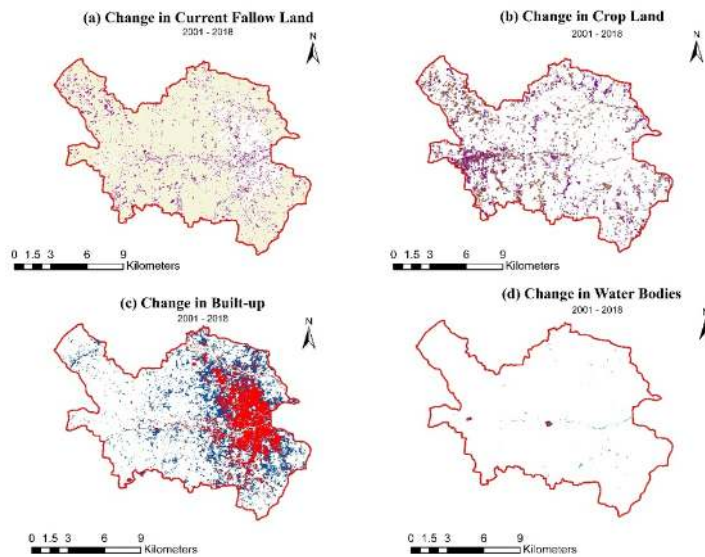 (a) Change in Current Fallow Land
2001 - 2018
N
0 1.5 3 6 9
Kilometers
(b) Change in Crop Land
2001 - 2018
N
0 1.5 3 6 9
Kilometers
(c) Change in Built-up
2001 - 2018
N
0 1.5 3 6 9
Kilometers
(d) Change in Water Bodies
2001 - 2018
N
0 1.5 3 6 9
Kilometers